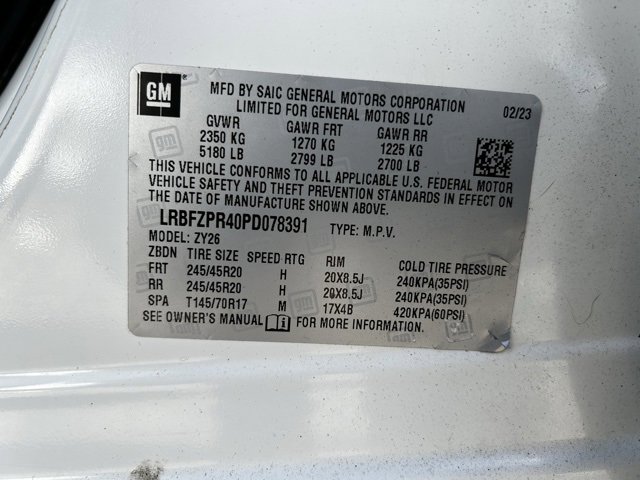 GM
MFD BY SAIC GENERAL MOTORS CORPORATION
LIMITED FOR GENERAL MOTORS LLC
02/23
GVWR GAWR FRT GAWR RR
2350 KG 1270 KG 1225 KG
5180 LB 2799 LB 2700 LB
THIS VEHICLE CONFORMS TO ALL APPLICABLE U.S. FEDERAL MOTOR
VEHICLE SAFETY AND THEFT PREVENTION STANDARDS IN EFFECT ON
THE DATE OF MANUFACTURE SHOWN ABOVE.
LRBFZPR40PD078391 TYPE: M.P.V.
MODEL: ZY26
ZBDN TIRE SIZE SPEED RTG RIM COLD TIRE PRESSURE
FRT 245/45R20 H 20X8.5J 240KPA(35PSI)
RR 245/45R20 H 20X8.5J 240KPA(35PSI)
SPA T145/70R17 M 17X4B 420KPA(60PSI)
SEE OWNER'S MANUAL FOR MORE INFORMATION.